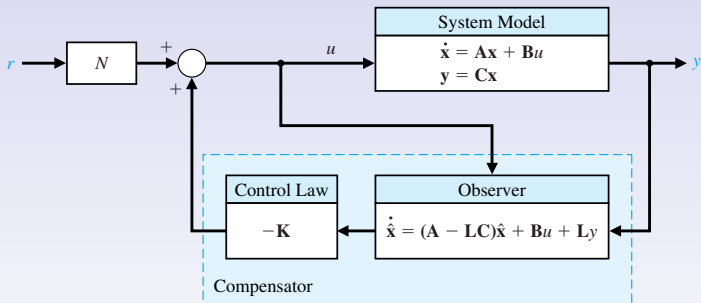 System Model
r
N
+
+
u
ẋ = Ax + Bu
y = Cx
y
Control Law
−K
Observer
x̂̇ = (A − LC)x̂ + Bu + Ly
Compensator